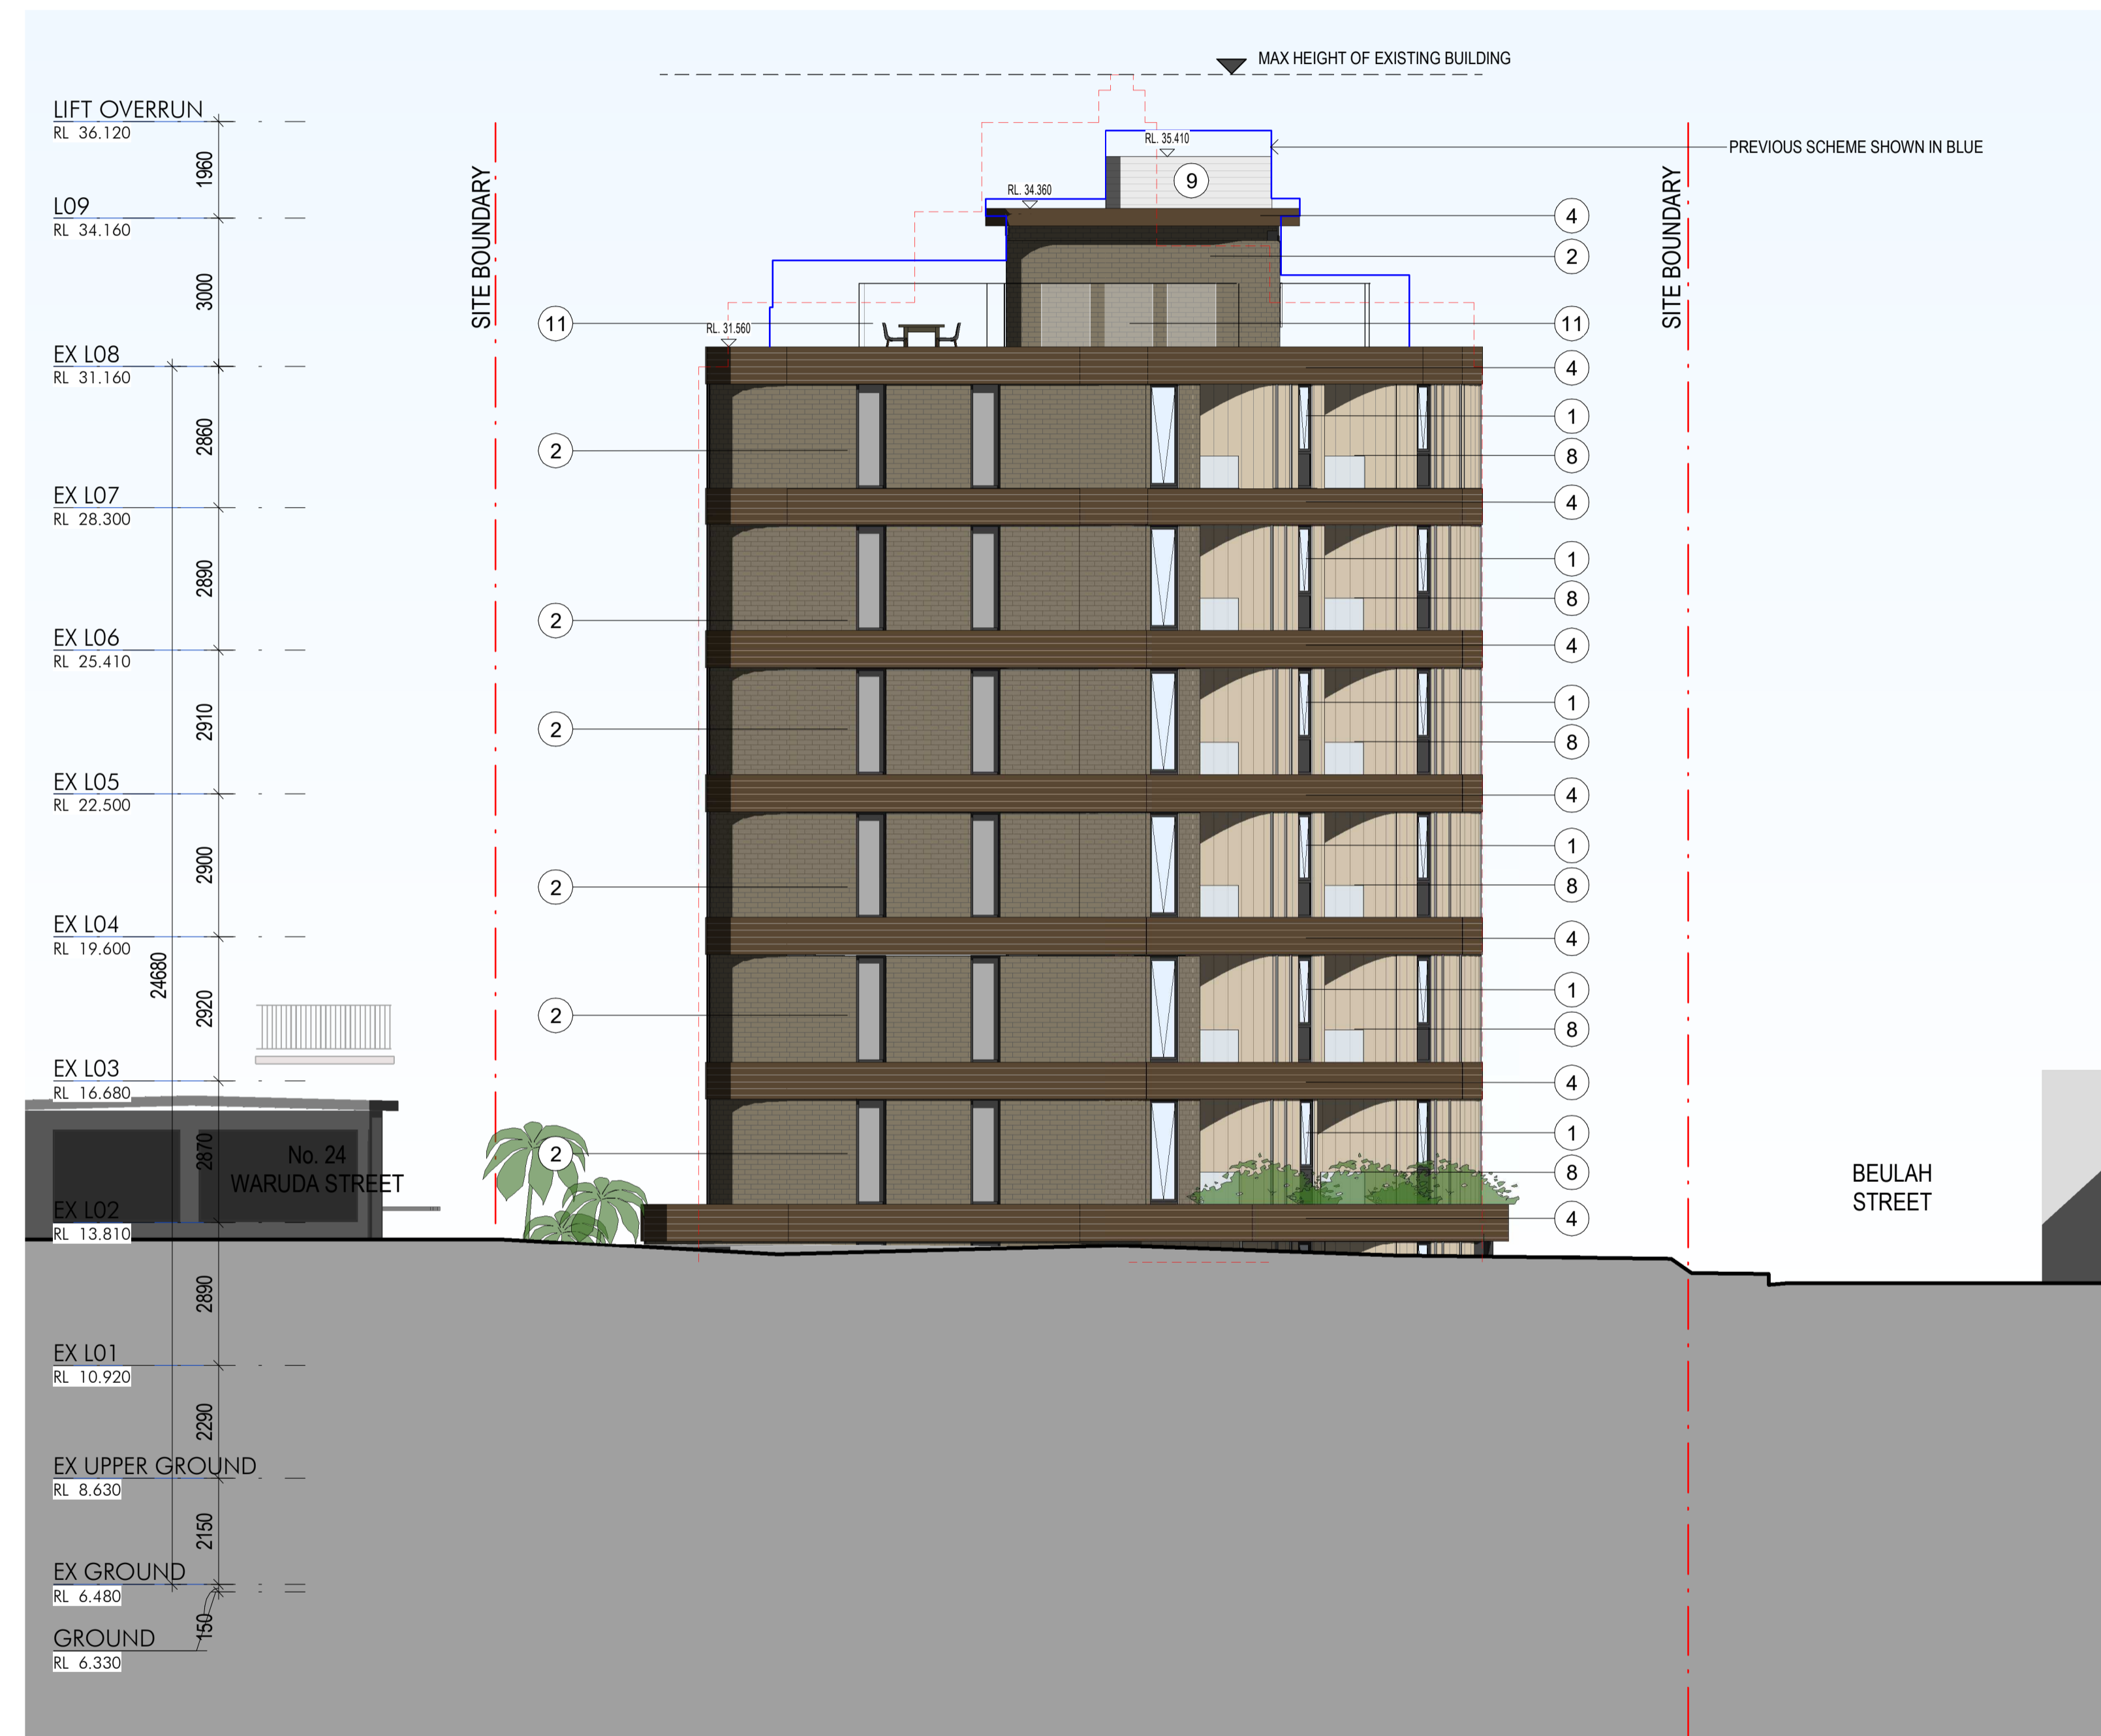 MAX HEIGHT OF EXISTING BUILDING
LIFT OVERRUN
RL 36.120
1960
L09
RL 34.160
3000
EX L08
RL 31.160
2860
EX L07
RL 28.300
2890
EX L06
RL 25.410
2910
EX L05
RL 22.500
2900
EX L04
RL 19.600
24680
2920
EX L03
RL 16.680
2870
EX L02
RL 13.810
2890
EX L01
RL 10.920
2290
EX UPPER GROUND
RL 8.630
2150
EX GROUND
RL 6.480
150
GROUND
RL 6.330
No. 24
WARUDA STREET
SITE BOUNDARY
RL. 35.410
9
RL. 34.360
RL. 31.560
PREVIOUS SCHEME SHOWN IN BLUE
SITE BOUNDARY
11
2
2
2
2
2
2
4
2
11
4
1
8
4
1
8
4
1
8
4
1
8
4
1
8
4
1
8
4
BEULAH
STREET